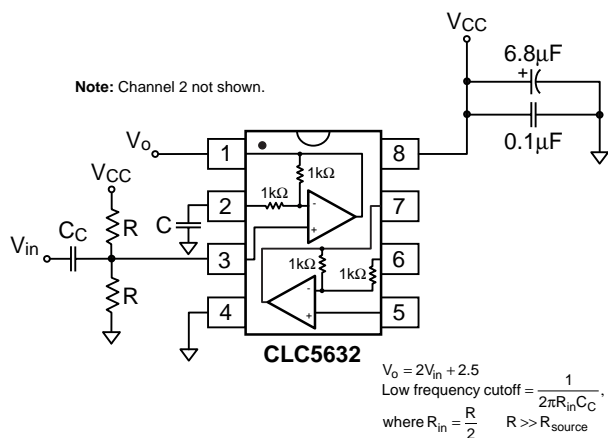 VCC
6.8µF
+
Note: Channel 2 not shown.
0.1µF
Vo
1
8
1kΩ
VCC
1kΩ
2
-
7
R
C
+
CC
Vin
3
1kΩ
1kΩ
6
R
-
4
+
5
CLC5632
Vo = 2Vin + 2.5
Low frequency cutoff = 1 / 2πRinCC ,
where Rin = R / 2 R >> Rsource